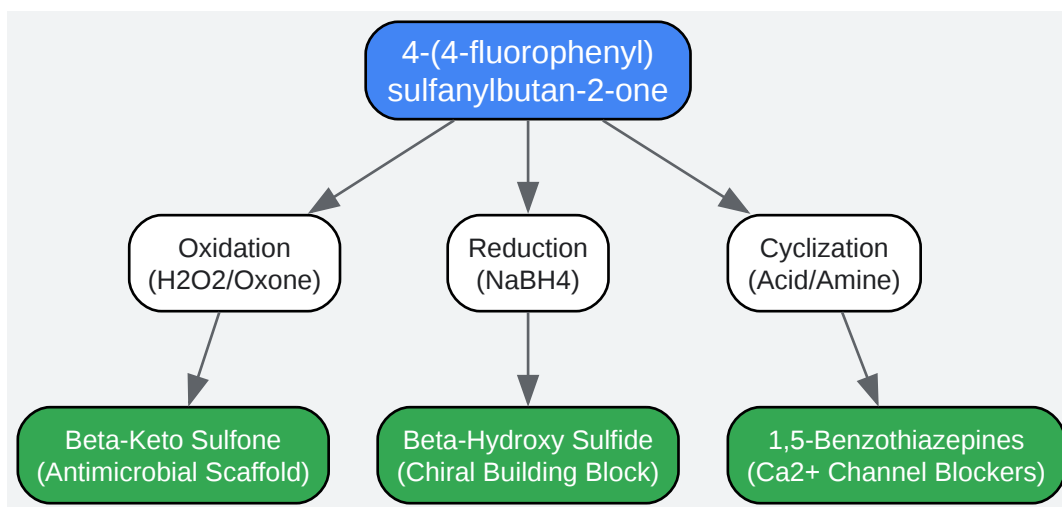 4-(4-fluorophenyl)
sulfanylbutan-2-one
Oxidation
(H2O2/Oxone)
Reduction
(NaBH4)
Cyclization
(Acid/Amine)
Beta-Keto Sulfone
(Antimicrobial Scaffold)
Beta-Hydroxy Sulfide
(Chiral Building Block)
1,5-Benzothiazepines
(Ca2+ Channel Blockers)